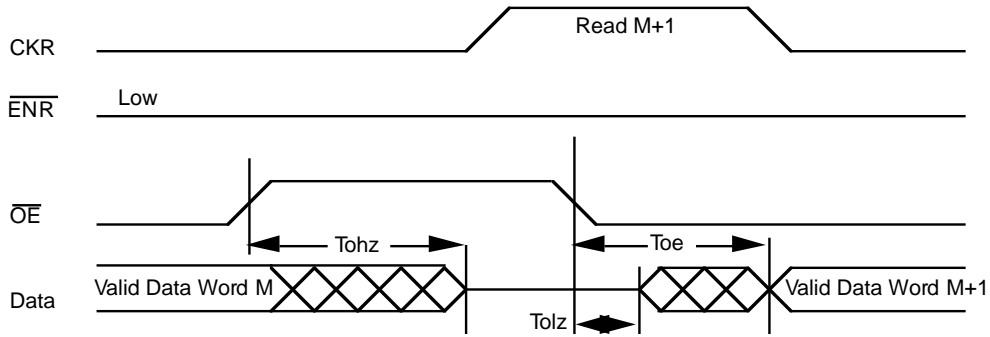 Read M+1
CKR
Low
ENR
OE
Tohz
Toe
Valid Data Word M
Valid Data Word M+1
Data
Tolz